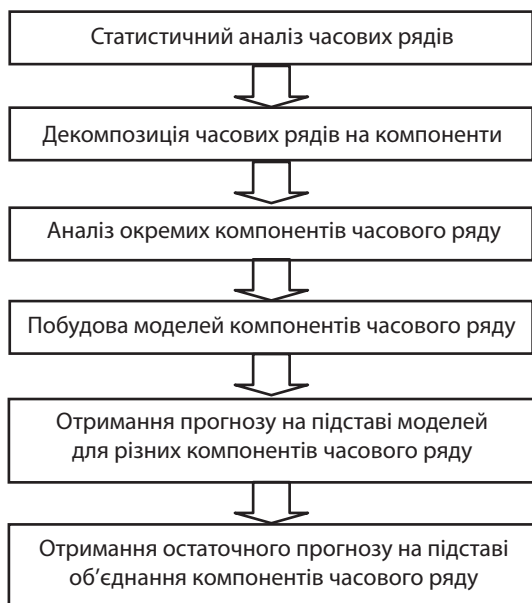 Статистичний аналіз часових рядів
Декомпозиція часових рядів на компоненти
Аналіз окремих компонентів часового ряду
Побудова моделей компонентів часового ряду
Отримання прогнозу на підставі моделей
для різних компонентів часового ряду
Отримання остаточного прогнозу на підставі
об’єднання компонентів часового ряду